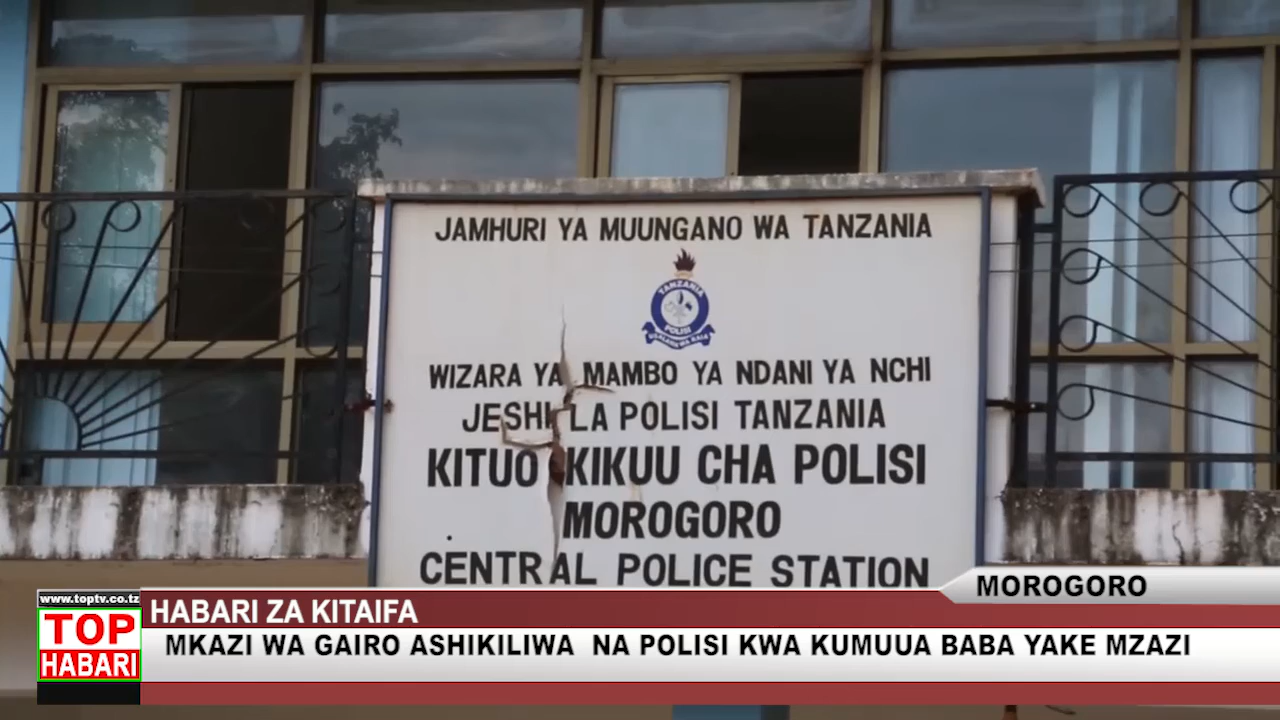 JAMHURI YA MUUNGANO WA TANZANIA
TANZANIA
POLISI
WIZARA YA MAMBO YA NDANI YA NCHI
JESHI LA POLISI TANZANIA
KITUO KIKUU CHA POLISI
MOROGORO
CENTRAL POLICE STATION
MOROGORO
www.toptv.co.tz
HABARI ZA KITAIFA
TOP
HABARI
MKAZI WA GAIRO ASHIKILIWA NA POLISI KWA KUMUUA BABA YAKE MZAZI